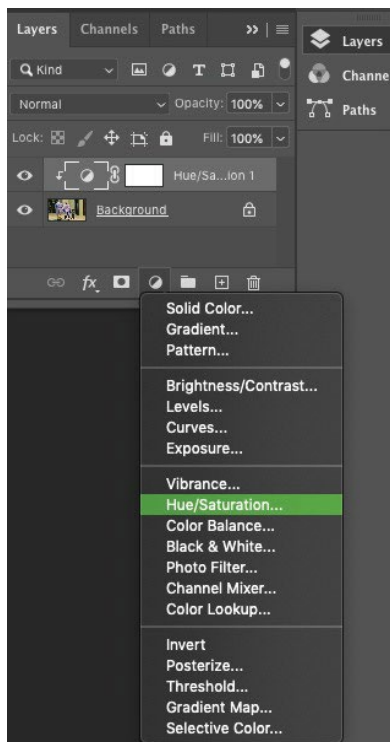 Layers Channels Paths
Layers
Kind
Channe
Normal Opacity: 100%
Paths
Lock: Fill: 100%
Hue/Sa...ion 1
Background
fx
Solid Color...
Gradient...
Pattern...
Brightness/Contrast...
Levels...
Curves...
Exposure...
Vibrance...
Hue/Saturation...
Color Balance...
Black & White...
Photo Filter...
Channel Mixer...
Color Lookup...
Invert
Posterize...
Threshold...
Gradient Map...
Selective Color...